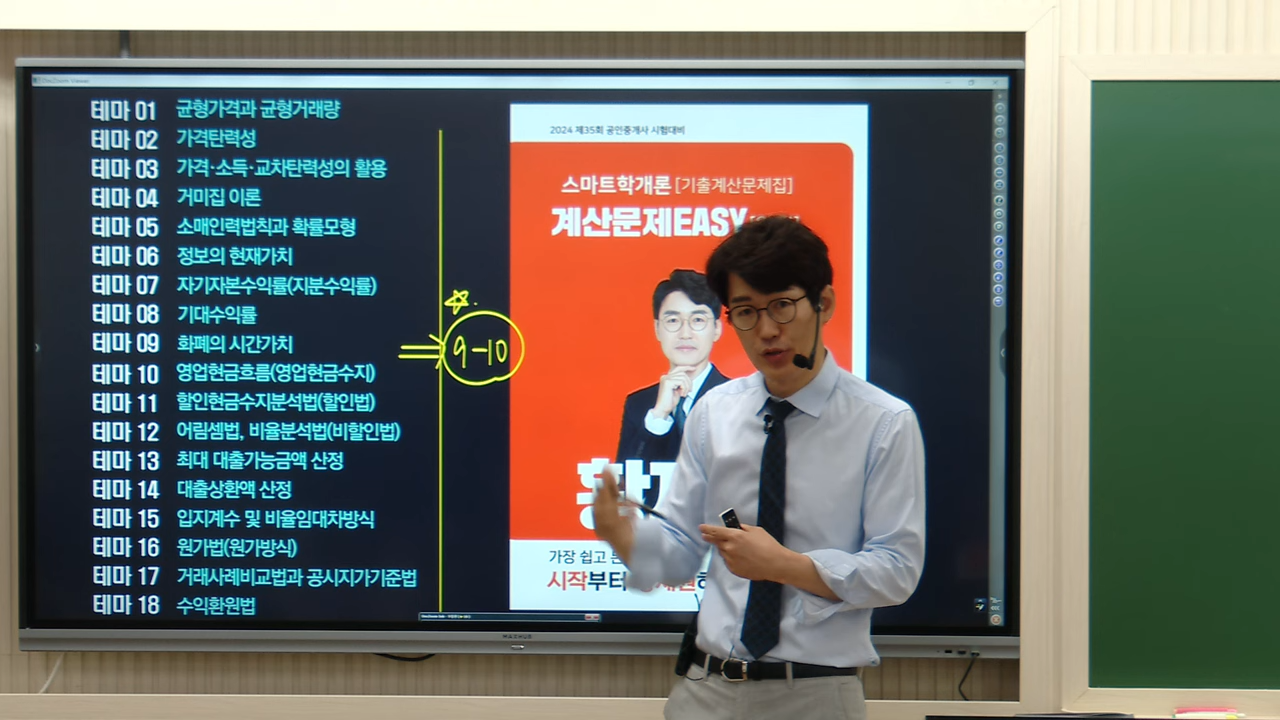 테마 01 균형가격과 균형거래량
테마 02 가격탄력성
테마 03 가격·소득·교차탄력성의 활용
테마 04 거미집 이론
테마 05 소매인력법칙과 확률모형
테마 06 정보의 현재가치
테마 07 자기자본수익률(지분수익률)
테마 08 기대수익률
테마 09 화폐의 시간가치
테마 10 영업현금흐름(영업현금수지)
테마 11 할인현금수지분석법(할인법)
테마 12 어림셈법, 비율분석법(비할인법)
테마 13 최대 대출가능금액 산정
테마 14 대출상환액 산정
테마 15 입지계수 및 비율임대차방식
테마 16 원가법(원가방식)
테마 17 거래사례비교법과 공시지가기준법
테마 18 수익환원법
9-10
2024 제35회 공인중개사 시험대비
스마트학개론 [기출계산문제집]
계산문제EASY
가장 쉽고
시작부터